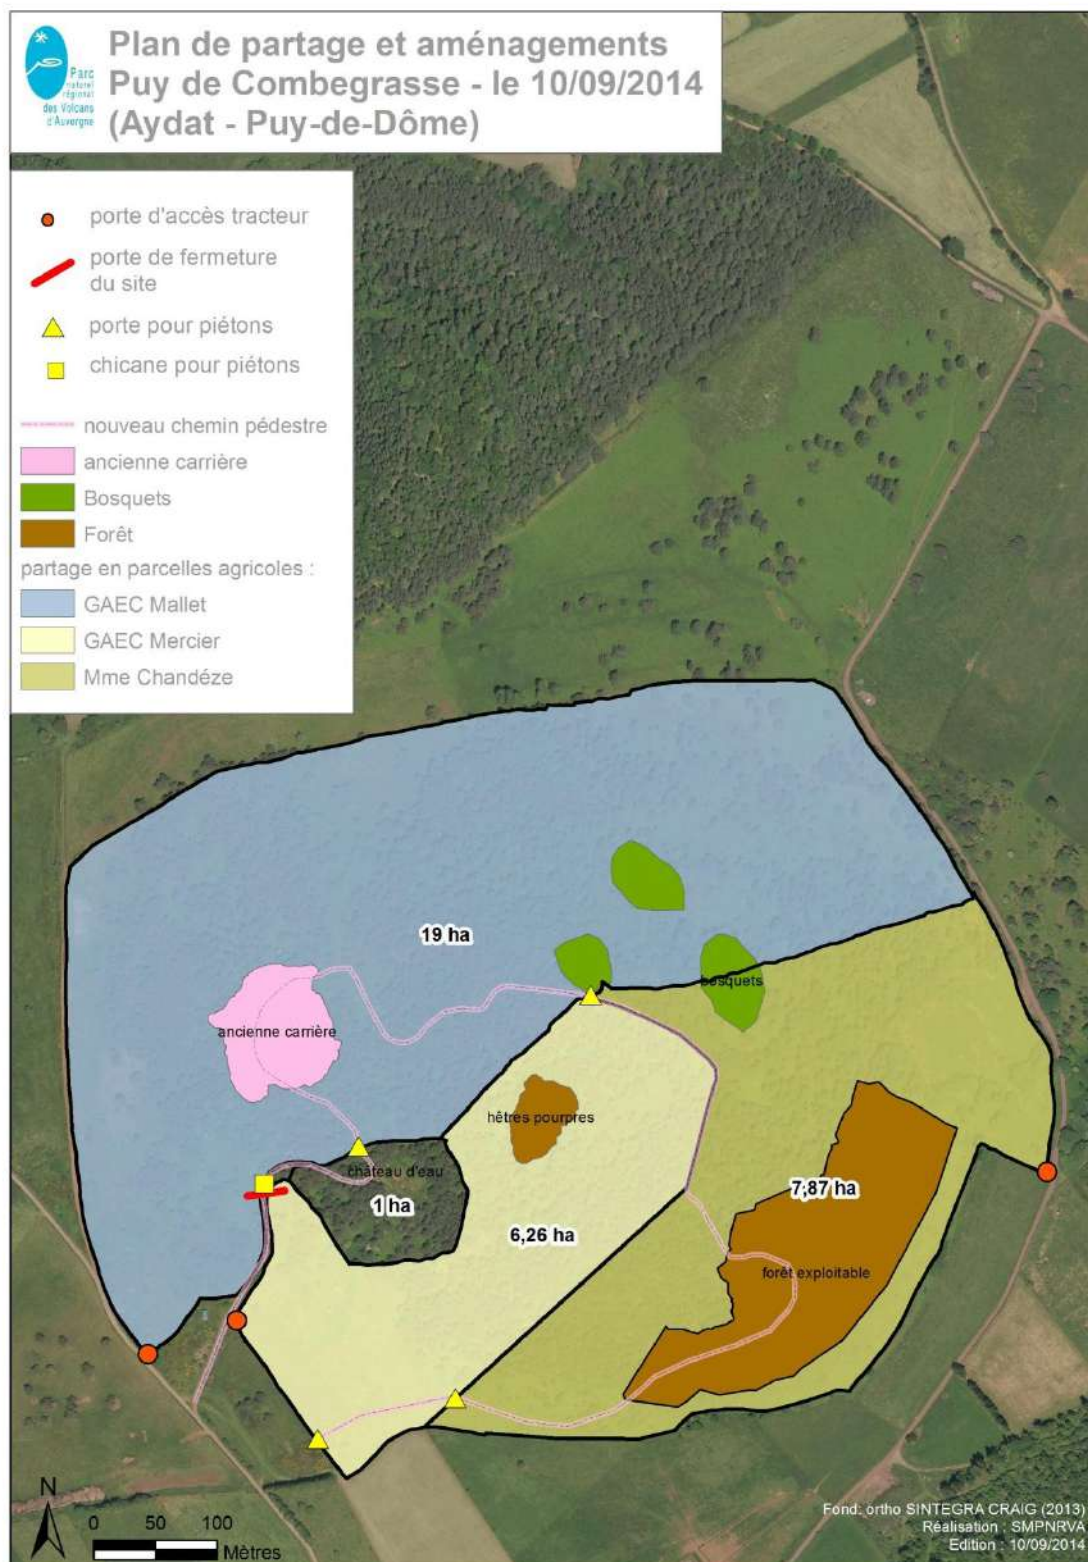 Parc
naturel
régional
des Volcans
d'Auvergne
Plan de partage et aménagements
Puy de Combegrasse - le 10/09/2014
(Aydat - Puy-de-Dôme)
porte d'accès tracteur
porte de fermeture
du site
porte pour piétons
chicane pour piétons
nouveau chemin pédestre
ancienne carrière
Bosquets
Forêt
partage en parcelles agricoles :
GAEC Mallet
GAEC Mercier
Mme Chandéze
19 ha
bosquets
ancienne carrière
hêtres pourpres
château d'eau
1 ha
7,87 ha
6,26 ha
forêt exploitable
N
0 50 100
Mètres
Fond: ortho SINTEGRA CRAIG (2013)
Réalisation : SMPNRVA
Edition : 10/09/2014